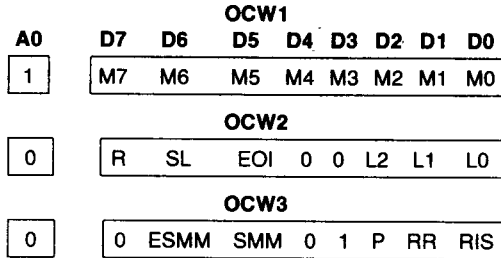 OCW1
A0 D7 D6 D5 D4 D3 D2 D1 D0
1 M7 M6 M5 M4 M3 M2 M1 M0
OCW2
0 R SL EOI 0 0 L2 L1 L0
OCW3
0 0 ESMM SMM 0 1 P RR RIS